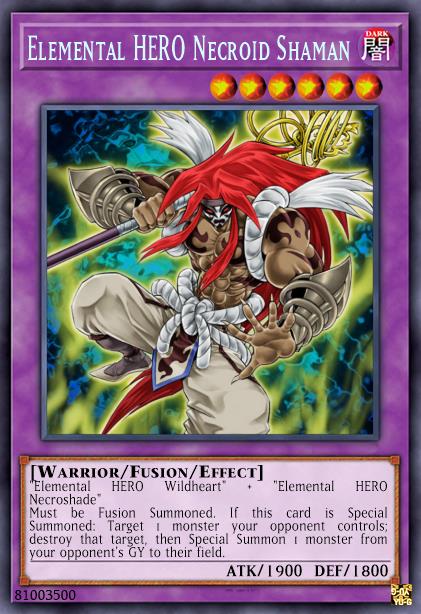 Elemental HERO Necroid Shaman
DARK
闇
[Warrior/Fusion/Effect]
"Elemental HERO Wildheart" + "Elemental HERO
Necroshade"
Must be Fusion Summoned. If this card is Special
Summoned: Target 1 monster your opponent controls;
destroy that target, then Special Summon 1 monster from
your opponent's GY to their field.
ATK/1900 DEF/1800
81003500